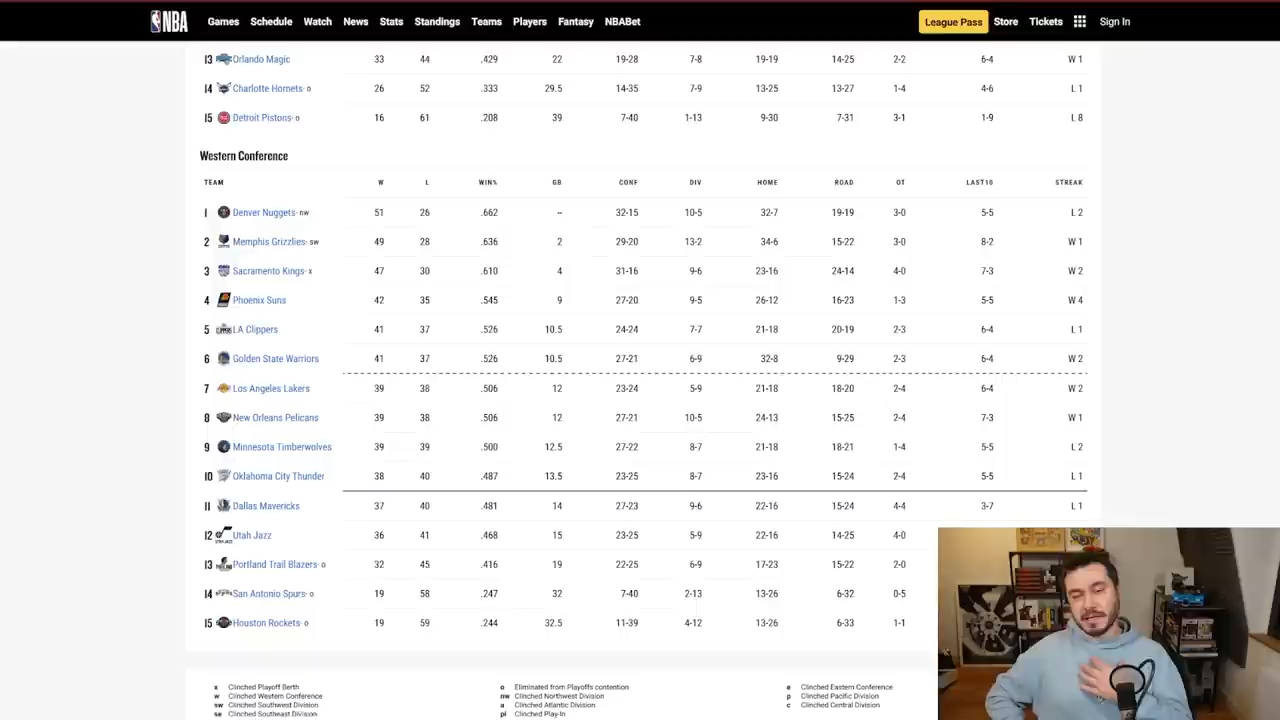 NBA Games Schedule Watch News Stats Standings Teams Players Fantasy NBABet League Pass Store Tickets Sign In
13 Orlando Magic 33 44 .429 22 19-28 7-8 19-19 14-25 2-2 6-4 W 1
14 Charlotte Hornets o 26 52 .333 29.5 14-35 7-9 13-25 13-27 1-4 4-6 L 1
15 Detroit Pistons o 16 61 .208 39 7-40 1-13 9-30 7-31 3-1 1-9 L 8
Western Conference
TEAM W L WIN% GB CONF DIV HOME ROAD OT LAST10 STREAK
1 Denver Nuggets nw 51 26 .662 -- 32-15 10-5 32-7 19-19 3-0 5-5 L 2
2 Memphis Grizzlies sw 49 28 .636 2 29-20 13-2 34-6 15-22 3-0 8-2 W 1
3 Sacramento Kings x 47 30 .610 4 31-16 9-6 23-16 24-14 4-0 7-3 W 2
4 Phoenix Suns 42 35 .545 9 27-20 9-5 26-12 16-23 1-3 5-5 W 4
5 LA Clippers 41 37 .526 10.5 24-24 7-7 21-18 20-19 2-3 6-4 L 1
6 Golden State Warriors 41 37 .526 10.5 27-21 6-9 32-8 9-29 2-3 6-4 W 2
7 Los Angeles Lakers 39 38 .506 12 23-24 5-9 21-18 18-20 2-4 6-4 W 2
8 New Orleans Pelicans 39 38 .506 12 27-21 10-5 24-13 15-25 2-4 7-3 W 1
9 Minnesota Timberwolves 39 39 .500 12.5 27-22 8-7 21-18 18-21 1-4 5-5 L 2
10 Oklahoma City Thunder 38 40 .487 13.5 23-25 8-7 23-16 15-24 2-4 5-5 L 1
11 Dallas Mavericks 37 40 .481 14 27-23 9-6 22-16 15-24 4-4 3-7 L 1
12 Utah Jazz 36 41 .468 15 23-25 5-9 22-16 14-25 4-0
13 Portland Trail Blazers o 32 45 .416 19 22-25 6-9 17-23 15-22 2-0
14 San Antonio Spurs o 19 58 .247 32 7-40 2-13 13-26 6-32 0-5
15 Houston Rockets o 19 59 .244 32.5 11-39 4-12 13-26 6-33 1-1
x Clinched Playoff Berth o Eliminated from Playoffs contention e Clinched Eastern Conference
w Clinched Western Conference nw Clinched Northwest Division p Clinched Pacific Division
sw Clinched Southwest Division a Clinched Atlantic Division c Clinched Central Division
se Clinched Southeast Division pi Clinched Play-In